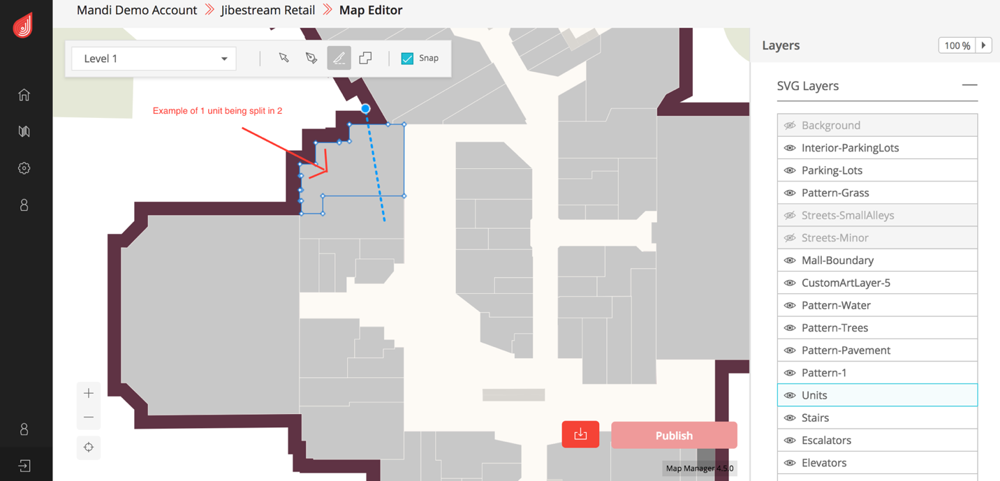 Mandi Demo Account Jibestream Retail Map Editor
Level 1
Snap
Example of 1 unit being split in 2
Publish
Map Manager 4.5.0
Layers
100 %
SVG Layers
Background
Interior-ParkingLots
Parking-Lots
Pattern-Grass
Streets-SmallAlleys
Streets-Minor
Mall-Boundary
CustomArtLayer-5
Pattern-Water
Pattern-Trees
Pattern-Pavement
Pattern-1
Units
Stairs
Escalators
Elevators